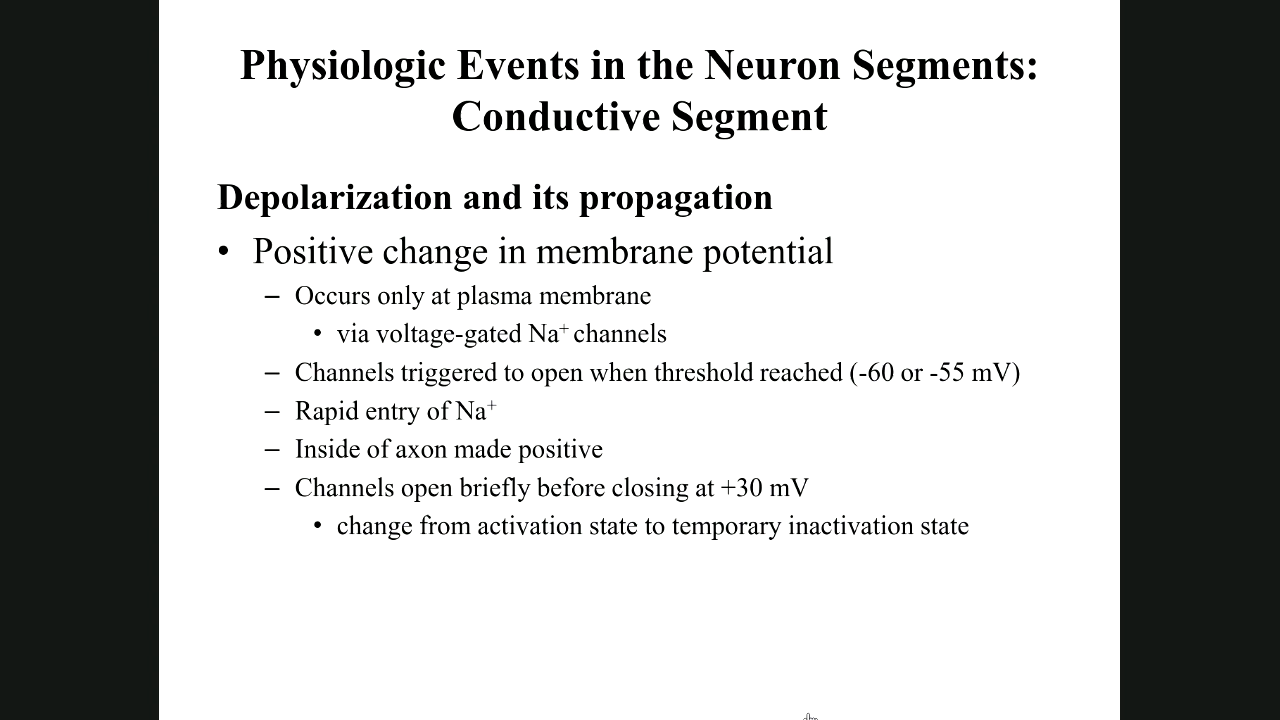 Physiologic Events in the Neuron Segments:
Conductive Segment
Depolarization and its propagation
• Positive change in membrane potential
– Occurs only at plasma membrane
• via voltage-gated Na⁺ channels
– Channels triggered to open when threshold reached (-60 or -55 mV)
– Rapid entry of Na⁺
– Inside of axon made positive
– Channels open briefly before closing at +30 mV
• change from activation state to temporary inactivation state